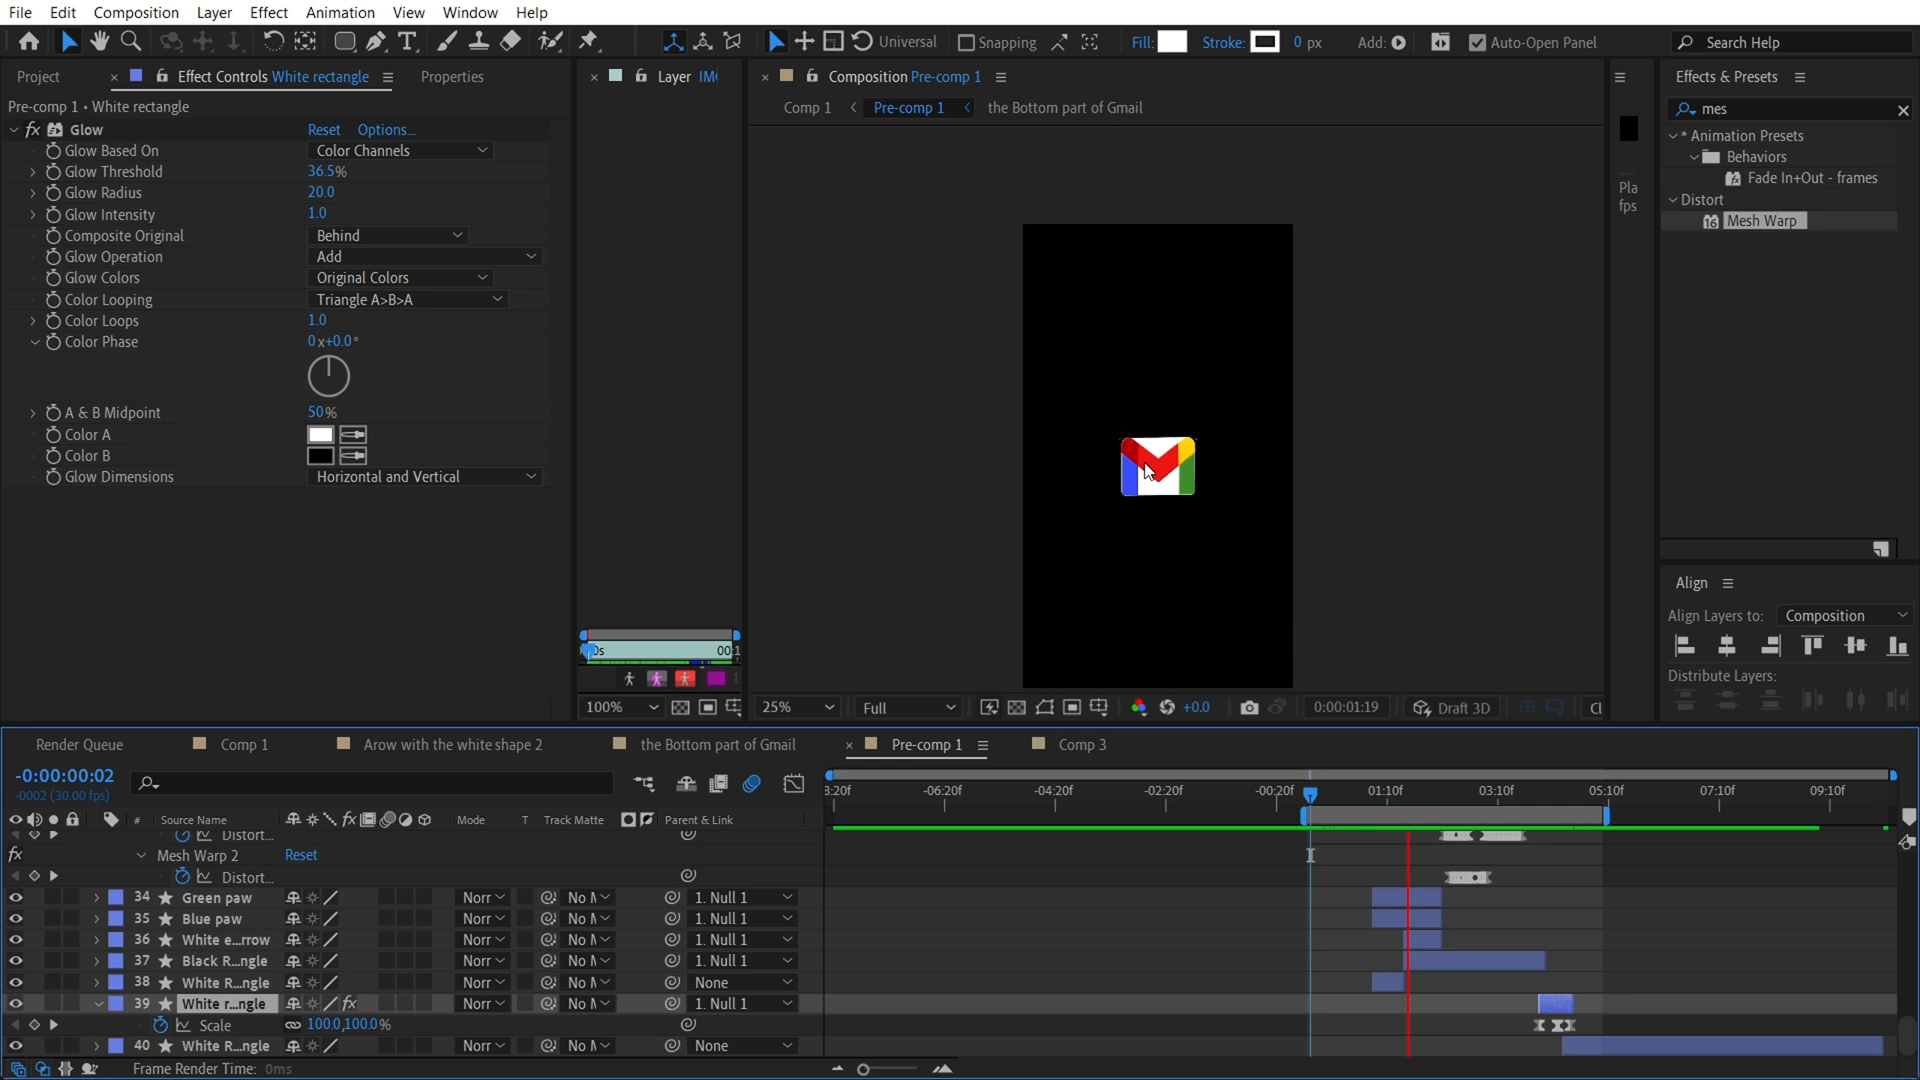 File Edit Composition Layer Effect Animation View Window Help
Universal Snapping Fill: Stroke: 0 px Add: Auto-Open Panel Search Help
Project Effect Controls White rectangle Properties
Layer IM
Composition Pre-comp 1
Effects & Presets
Pre-comp 1 • White rectangle
Comp 1 Pre-comp 1 the Bottom part of Gmail
mes
Glow Reset Options...
Glow Based On Color Channels
Glow Threshold 36.5%
Glow Radius 20.0
Glow Intensity 1.0
Composite Original Behind
Glow Operation Add
Glow Colors Original Colors
Color Looping Triangle A>B>A
Color Loops 1.0
Color Phase 0x+0.0°
A & B Midpoint 50%
Color A
Color B
Glow Dimensions Horizontal and Vertical
* Animation Presets
Behaviors
Fade In+Out - frames
Distort
Mesh Warp
Pla
fps
Align
Align Layers to: Composition
Distribute Layers:
0s 00:1
100%
25% Full +0.0 0:00:01:19 Draft 3D Cl
Render Queue Comp 1 Arow with the white shape 2 the Bottom part of Gmail Pre-comp 1 Comp 3
-0:00:00:02
-0002 (30.00 fps)
3:20f -06:20f -04:20f -02:20f -00:20f 01:10f 03:10f 05:10f 07:10f 09:10f
# Source Name Mode T Track Matte Parent & Link
Distort...
Mesh Warp 2 Reset
Distort...
34 Green paw Norr No M 1. Null 1
35 Blue paw Norr No M 1. Null 1
36 White e...rrow Norr No M 1. Null 1
37 Black R...ngle Norr No M 1. Null 1
38 White R...ngle Norr No M None
39 White r...ngle Norr No M 1. Null 1
Scale 100.0,100.0%
40 White R...ngle Norr No M None
Frame Render Time: 0ms